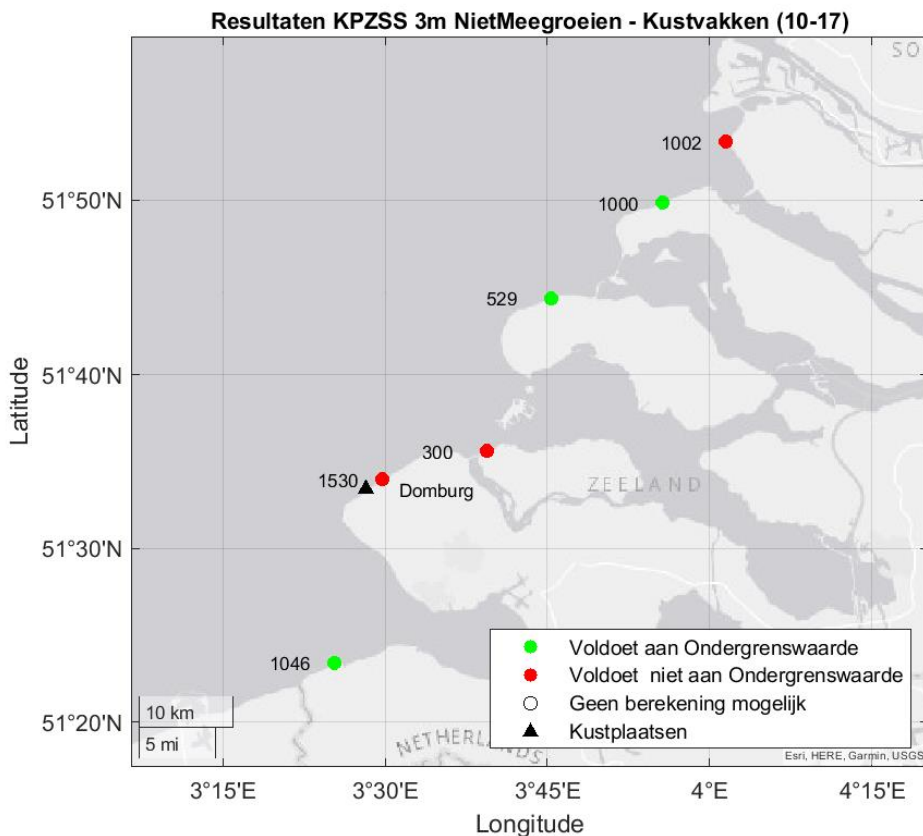 Resultaten KPZSS 3m NietMeegroeien - Kustvakken (10-17)
SO
1002
51°50'N
1000
529
51°40'N
300
1530
Domburg
ZEELAND
51°30'N
1046
Voldoet aan Ondergrenswaarde
Voldoet niet aan Ondergrenswaarde
Geen berekening mogelijk
Kustplaatsen
10 km
5 mi
51°20'N
NETHERLANDS
Esri, HERE, Garmin, USGS
3°15'E
3°30'E
3°45'E
4°E
4°15'E
Longitude
Latitude